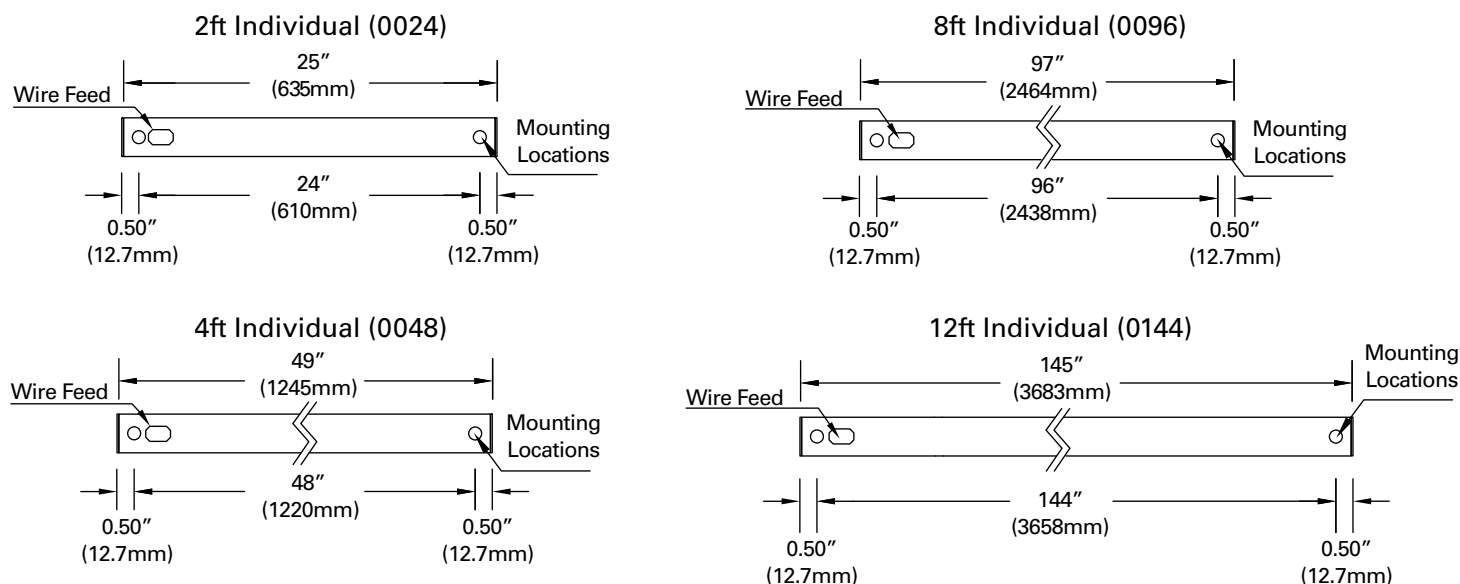 2ft Individual (0024)
25″
(635mm)
Wire Feed
Mounting
Locations
24″
(610mm)
0.50″
(12.7mm)
0.50″
(12.7mm)
8ft Individual (0096)
97″
(2464mm)
Wire Feed
Mounting
Locations
96″
(2438mm)
0.50″
(12.7mm)
0.50″
(12.7mm)
4ft Individual (0048)
49″
(1245mm)
Wire Feed
Mounting
Locations
48″
(1220mm)
0.50″
(12.7mm)
0.50″
(12.7mm)
12ft Individual (0144)
145″
(3683mm)
Mounting
Locations
Wire Feed
144″
(3658mm)
0.50″
(12.7mm)
0.50″
(12.7mm)